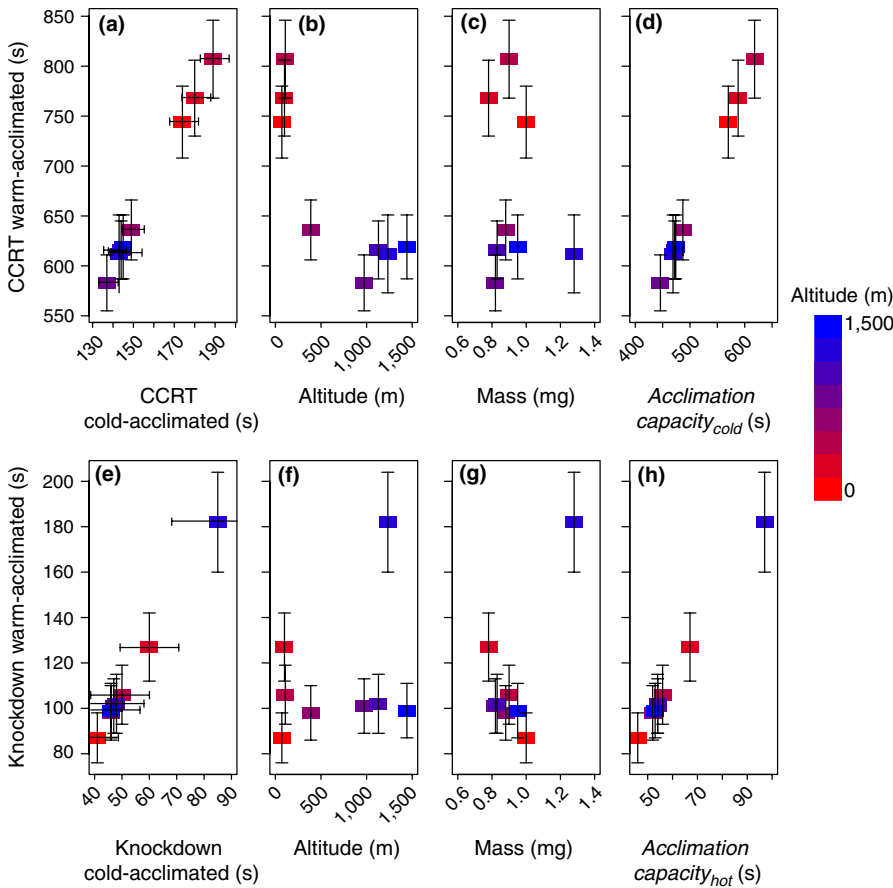 (a) (b) (c) (d)
CCRT warm-acclimated (s)
850
800
750
700
650
600
550
130 150 170 190
0 500 1,000 1,500
0.6 0.8 1.0 1.2 1.4
400 500 600
CCRT
cold-acclimated (s)
Altitude (m)
Mass (mg)
Acclimation
capacitycold (s)
Altitude (m)
1,500
0
(e) (f) (g) (h)
Knockdown warm-acclimated (s)
200
180
160
140
120
100
80
40 50 60 70 80 90
0 500 1,000 1,500
0.6 0.8 1.0 1.2 1.4
50 70 90
Knockdown
cold-acclimated (s)
Altitude (m)
Mass (mg)
Acclimation
capacityhot (s)